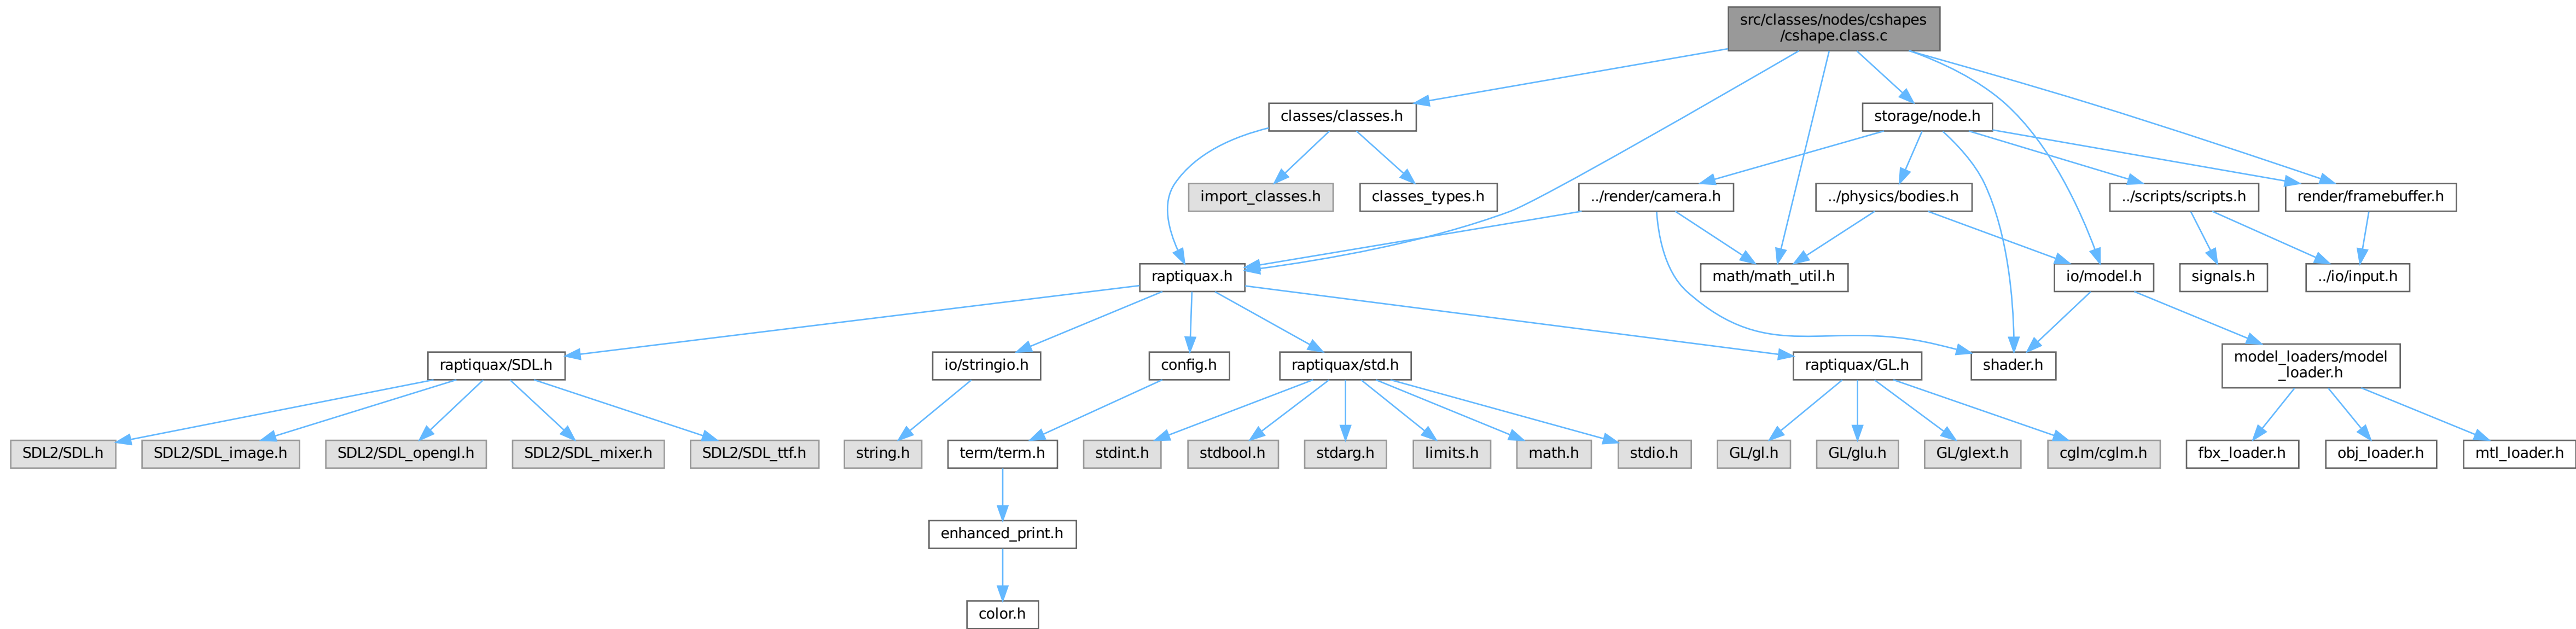 src/classes/nodes/cshapes
/cshape.class.c
classes/classes.h
storage/node.h
import_classes.h
classes_types.h
../render/camera.h
../physics/bodies.h
../scripts/scripts.h
render/framebuffer.h
raptiquax.h
math/math_util.h
io/model.h
signals.h
../io/input.h
raptiquax/SDL.h
io/stringio.h
config.h
raptiquax/std.h
raptiquax/GL.h
shader.h
model_loaders/model
_loader.h
SDL2/SDL.h
SDL2/SDL_image.h
SDL2/SDL_opengl.h
SDL2/SDL_mixer.h
SDL2/SDL_ttf.h
string.h
term/term.h
stdint.h
stdbool.h
stdarg.h
limits.h
math.h
stdio.h
GL/gl.h
GL/glu.h
GL/glext.h
cglm/cglm.h
fbx_loader.h
obj_loader.h
mtl_loader.h
enhanced_print.h
color.h